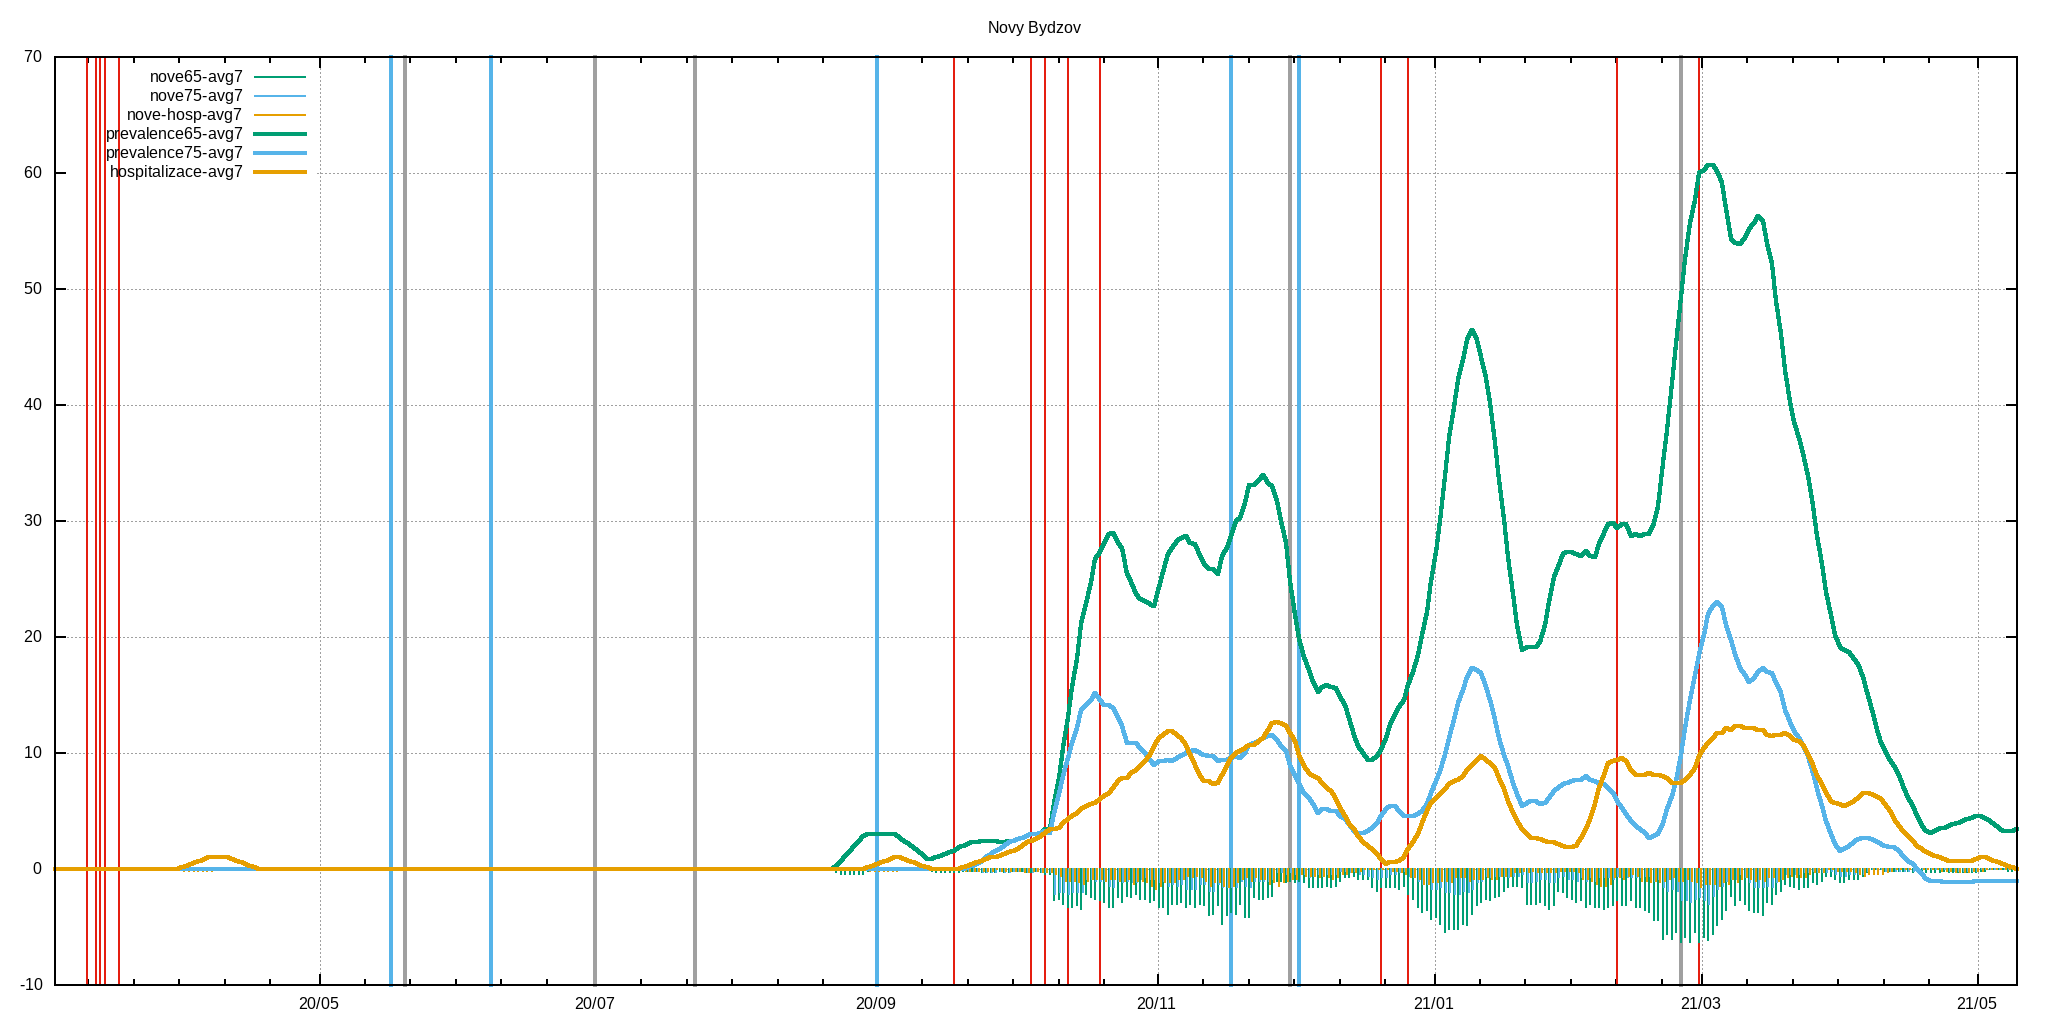 Novy Bydzov
70
60
50
40
30
20
10
0
-10
nove65-avg7
nove75-avg7
nove-hosp-avg7
prevalence65-avg7
prevalence75-avg7
hospitalizace-avg7
20/05 20/07 20/09 20/11 21/01 21/03 21/05